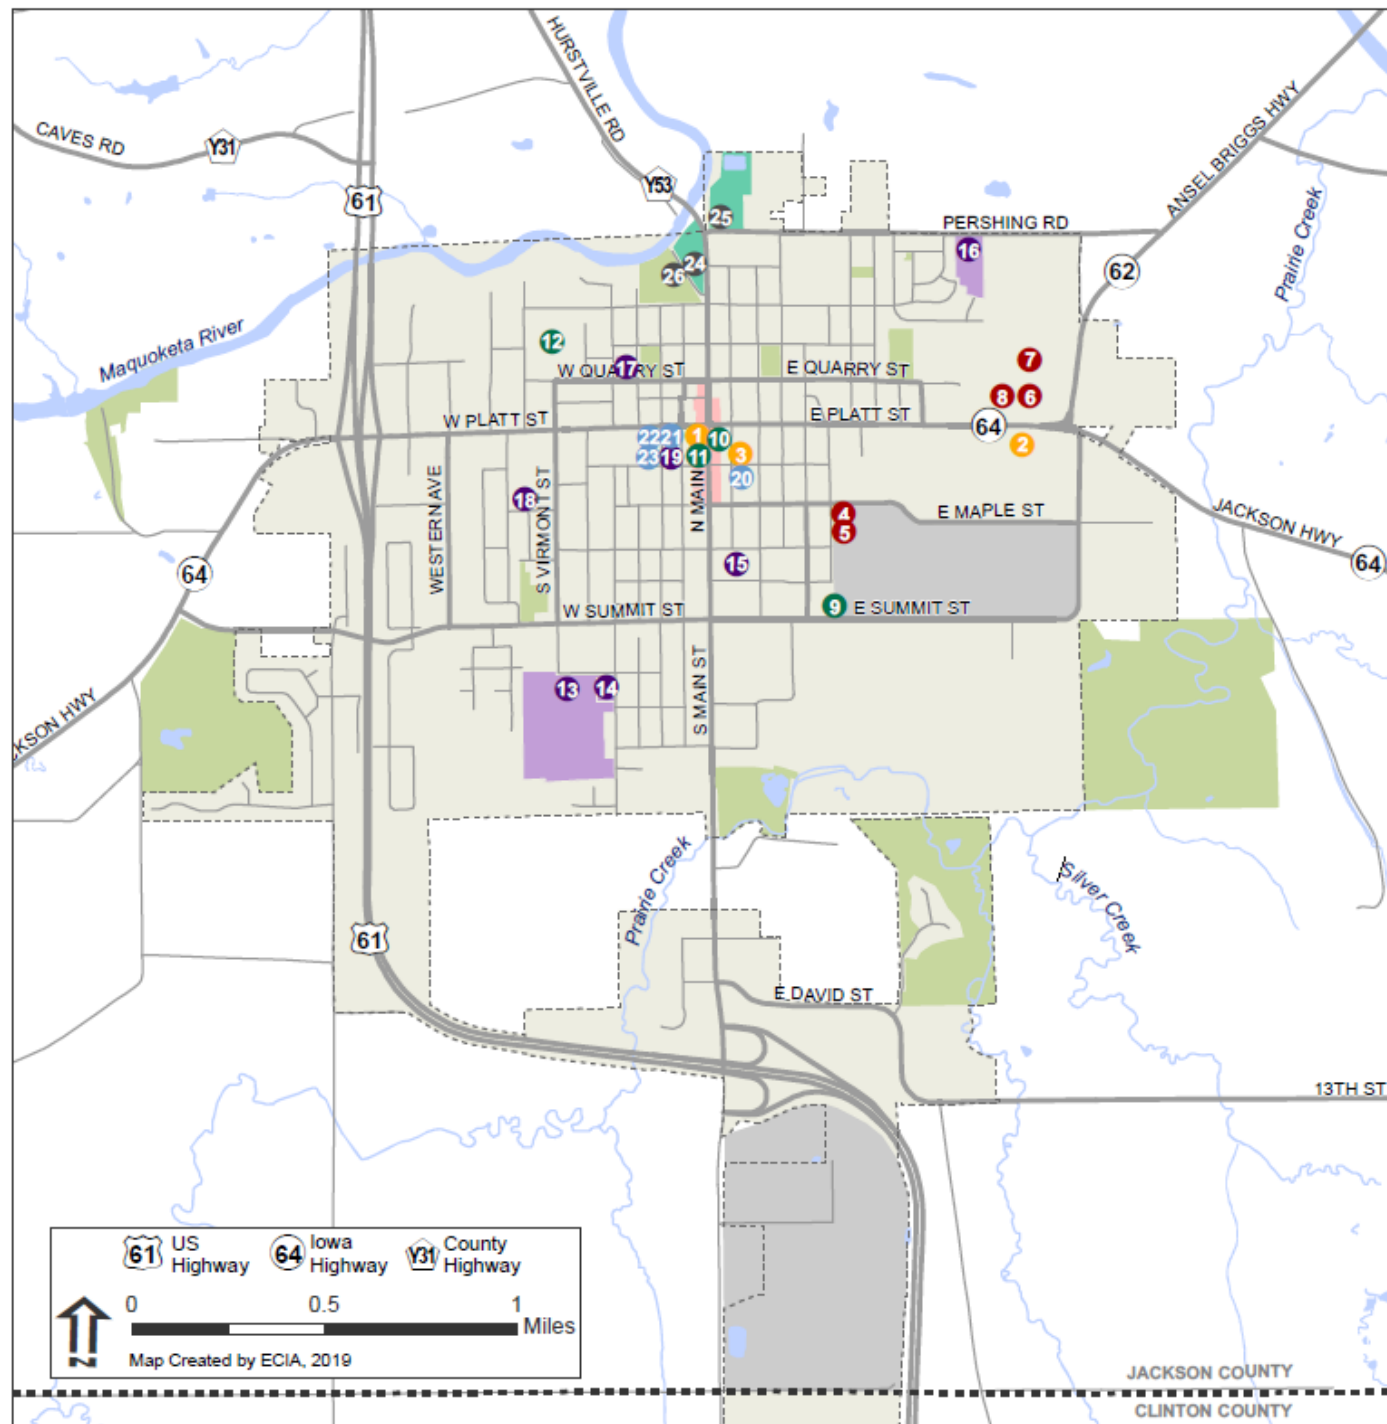 HURSTVILLE RD
ANSEL BRIGGS HWY
CAVES RD
Y31
61
Y53
PERSHING RD
25
16
24
26
62
Prairie Creek
Maquoketa River
12
17
W QUARRY ST
E QUARRY ST
7
8
6
W PLATT ST
E PLATT ST
64
22
21
1
10
2
23
19
11
3
20
WESTERN AVE
18
S VIRMONT ST
N MAIN
4
5
E MAPLE ST
JACKSON HWY
64
64
15
W SUMMIT ST
9
E SUMMIT ST
13
14
S MAIN ST
KSON HWY
Prairie Creek
Silver Creek
61
E DAVID ST
13TH ST
61
US
Highway
64
Iowa
Highway
Y31
County
Highway
0
0.5
1
Miles
N
Map Created by ECIA, 2019
JACKSON COUNTY
CLINTON COUNTY